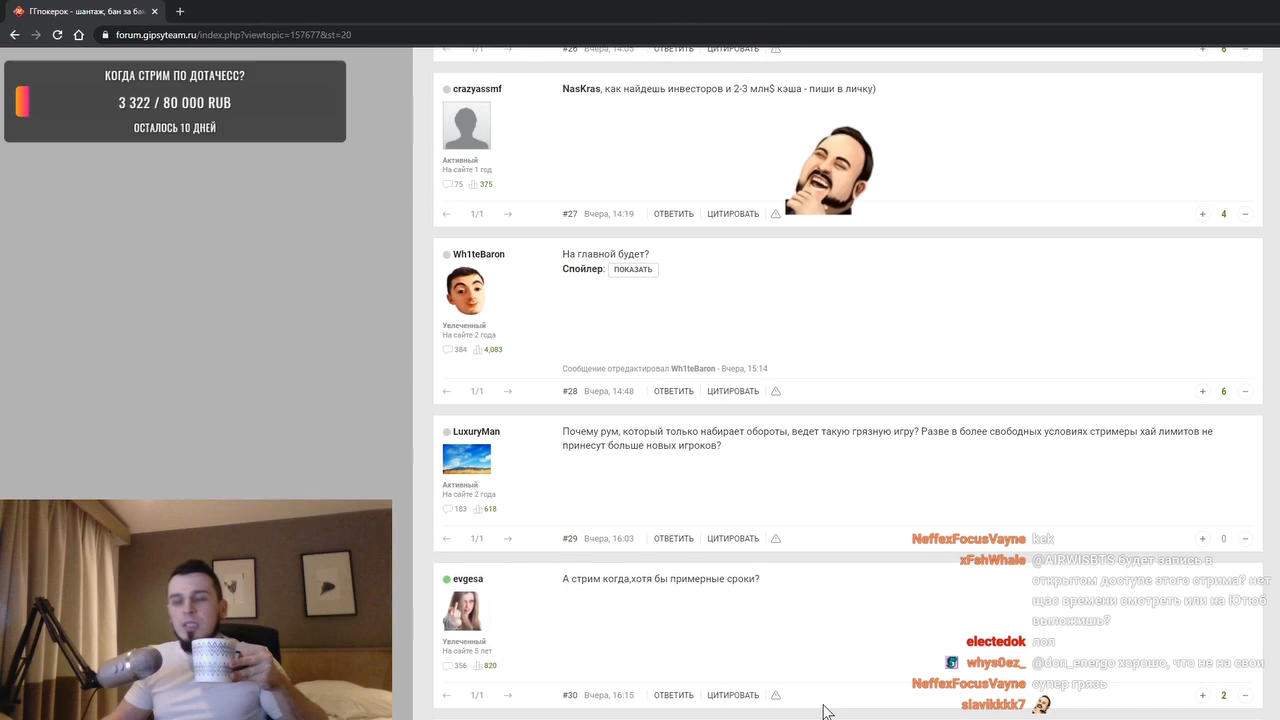 ГГпокеррок - шантаж, бан за бан
forum.gipsyteam.ru/index.php?viewtopic=157677&st=20
КОГДА СТРИМ ПО ДОТАЧЕСС?
3 322 / 80 000 RUB
ОСТАЛОСЬ 10 ДНЕЙ
1/1
#26 Вчера, 14:05 ОТВЕТИТЬ ЦИТИРОВАТЬ
6
crazyassmf
NasKras, как найдешь инвесторов и 2-3 млн$ кэша - пиши в личку)
Активный
На сайте 1 год
75 375
1/1
#27 Вчера, 14:19 ОТВЕТИТЬ ЦИТИРОВАТЬ
+ 4 −
Wh1teBaron
На главной будет?
Спойлер: ПОКАЗАТЬ
Увлеченный
На сайте 2 года
384 4,083
Сообщение отредактировал Wh1teBaron - Вчера, 15:14
1/1
#28 Вчера, 14:48 ОТВЕТИТЬ ЦИТИРОВАТЬ
+ 6 −
LuxuryMan
Почему рум, который только набирает обороты, ведет такую грязную игру? Разве в более свободных условиях стримеры хай лимитов не
принесут больше новых игроков?
Активный
На сайте 2 года
183 618
1/1
#29 Вчера, 16:03 ОТВЕТИТЬ ЦИТИРОВАТЬ
+ 0 −
evgesa
А стрим когда,хотя бы примерные сроки?
Увлеченный
На сайте 5 лет
356 820
1/1
#30 Вчера, 16:15 ОТВЕТИТЬ ЦИТИРОВАТЬ
+ 2 −
NeffexFocusVayne kek
xFshWhale @AIRWISBTS будет запись в
открытом доступе этого стрима? нет
щас времени смотреть или на Ютюб
выложишь?
electedok лол
whys0ez_ @don_energo хорошо, что не на свои
NeffexFocusVayne супер грязь
slavikkkk7